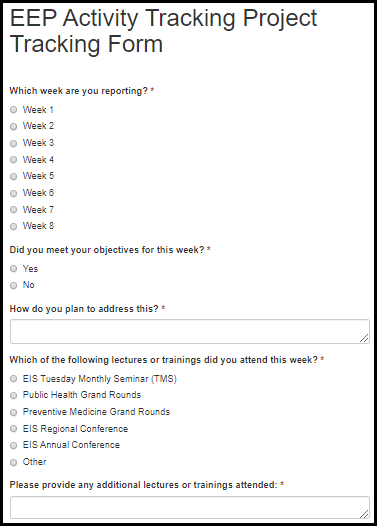 EEP Activity Tracking Project
Tracking Form
Which week are you reporting? *
Week 1
Week 2
Week 3
Week 4
Week 5
Week 6
Week 7
Week 8
Did you meet your objectives for this week? *
Yes
No
How do you plan to address this? *
Which of the following lectures or trainings did you attend this week? *
EIS Tuesday Monthly Seminar (TMS)
Public Health Grand Rounds
Preventive Medicine Grand Rounds
EIS Regional Conference
EIS Annual Conference
Other
Please provide any additional lectures or trainings attended: *